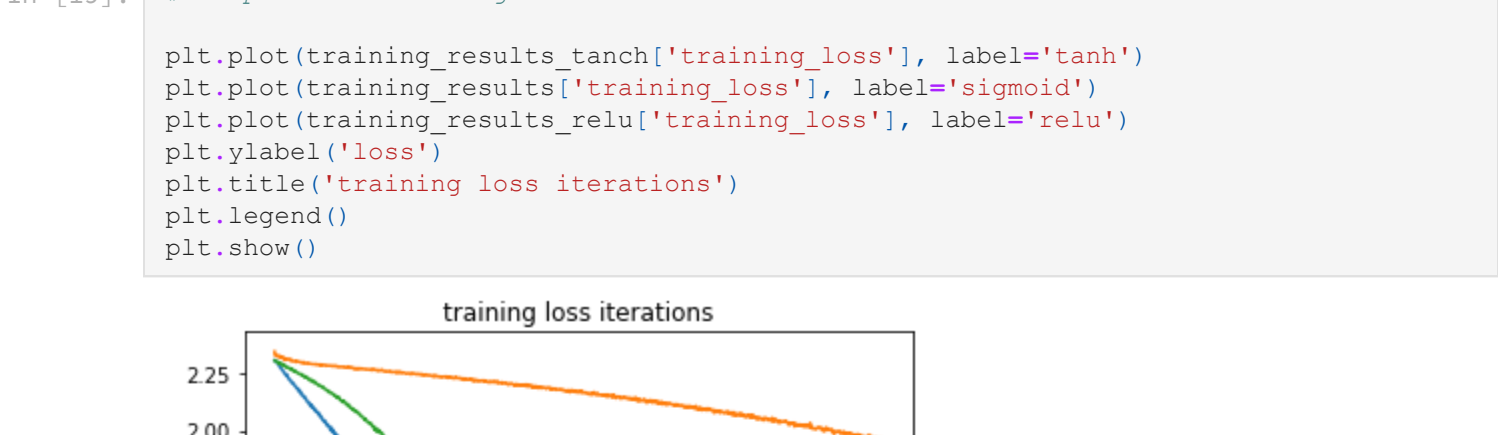 plt.plot(training_results_tanch['training_loss'], label='tanh')
plt.plot(training_results['training_loss'], label='sigmoid')
plt.plot(training_results_relu['training_loss'], label='relu')
plt.ylabel('loss')
plt.title('training loss iterations')
plt.legend()
plt.show()
training loss iterations
2.25
2.00